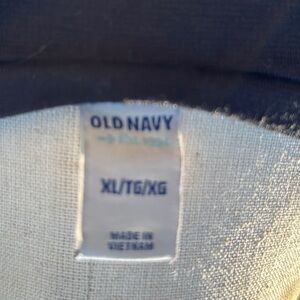 OLD NAVY
XL/TG/XG
MADE IN
VIETNAM